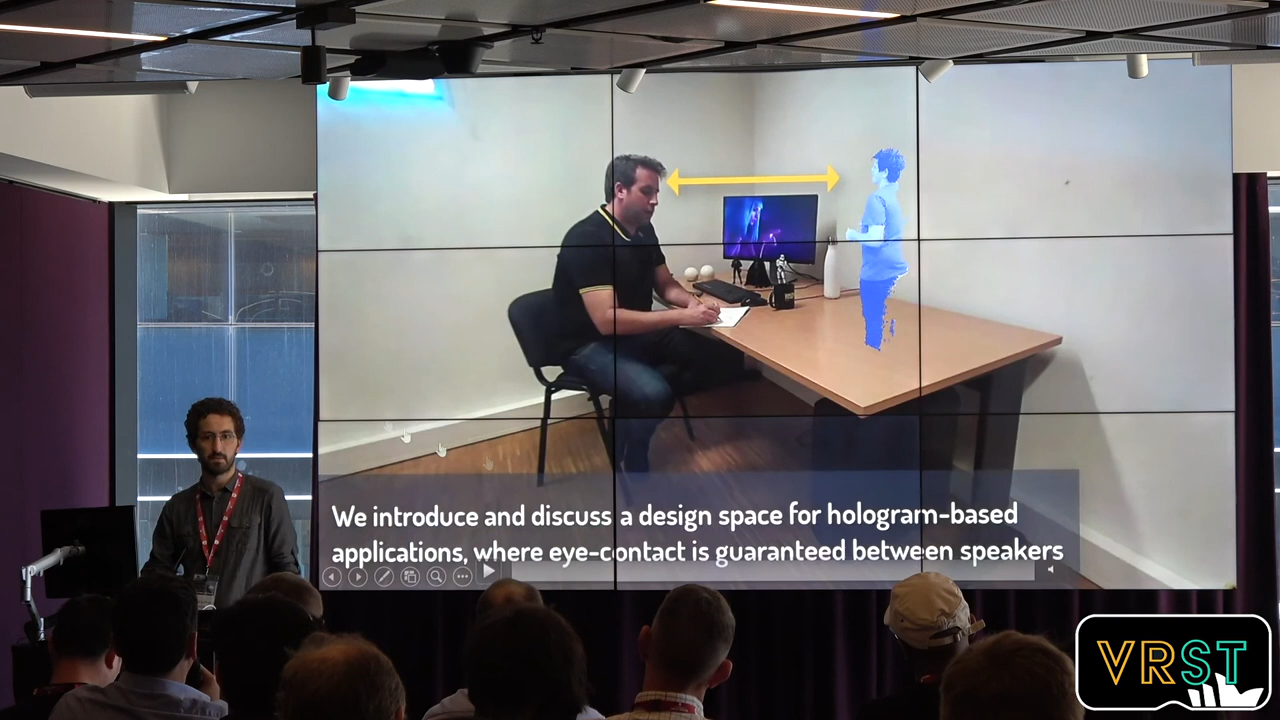 We introduce and discuss a design space for hologram-based
applications, where eye-contact is guaranteed between speakers
VRST